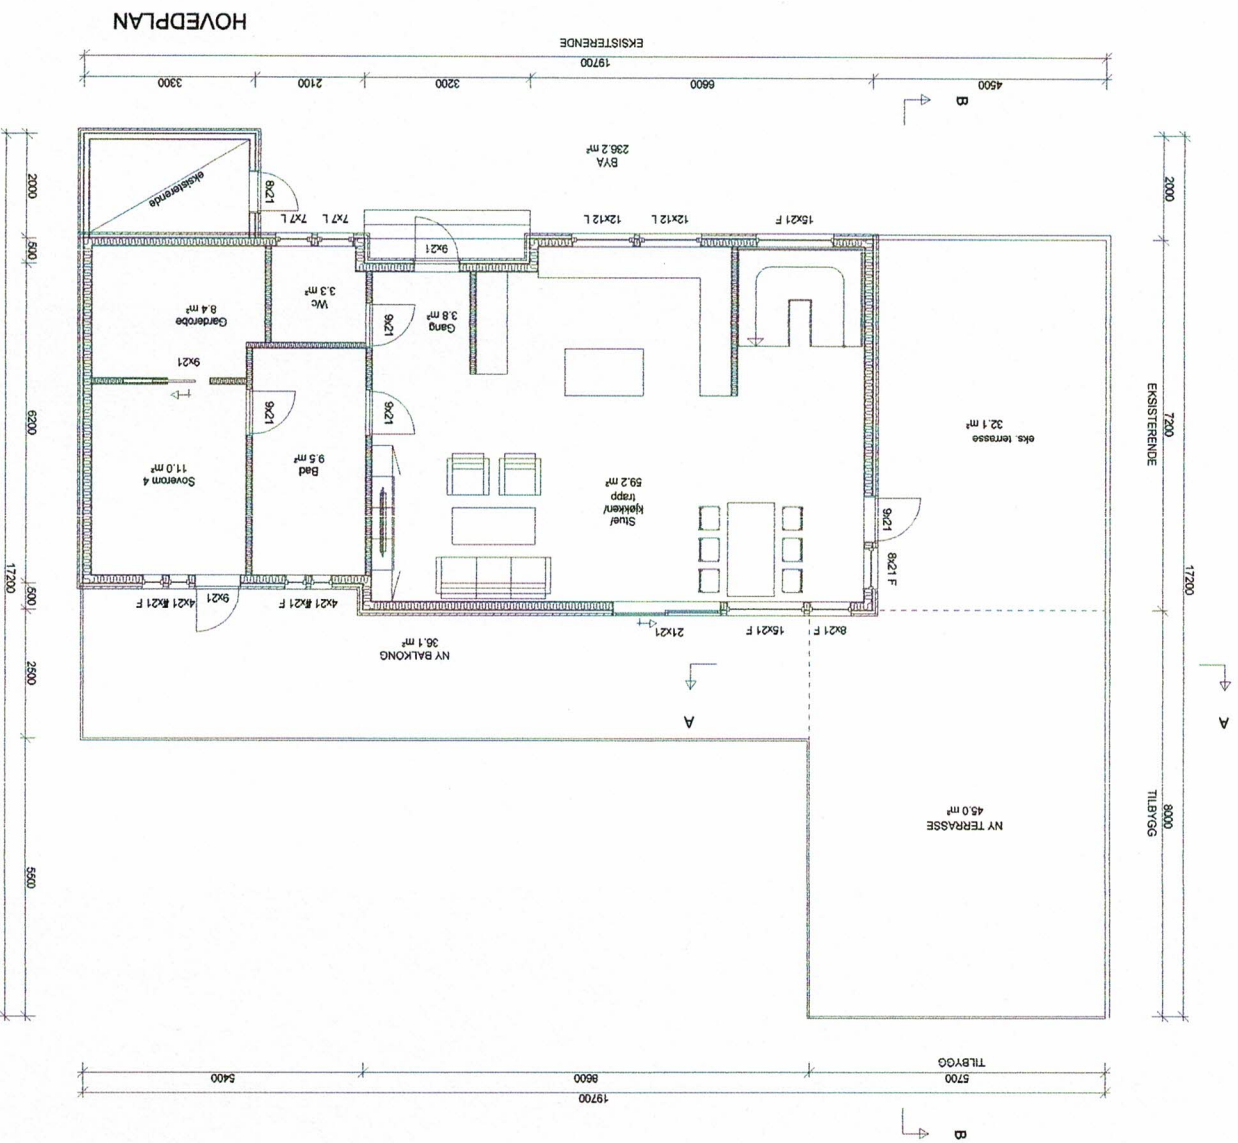 HOVEDPLAN
EKSISTERENDE
19700
3300
2100
3200
6600
4500
B
BYA
236.2 m²
2000
500
6200
500
2500
5500
17200
eksisterende
8x21
7x7 L
7x7 L
9x21
12x12 L
12x12 L
15x21 F
Garderobe
8.4 m²
Wc
3.3 m²
Gang
3.8 m²
9x21
9x21
9x21
9x21
Soverom 4
11.0 m²
Bad
9.5 m²
Stue/
kjøkken/
trapp
59.2 m²
eks. terrasse
32.1 m²
9x21
8x21 F
4x21 F
4x21 F
9x21
4x21 F
4x21 F
21x21
15x21 F
8x21 F
NY BALKONG
36.1 m²
A
A
NY TERRASSE
45.0 m²
2000
7200
8000
17200
EKSISTERENDE
TILBYGG
TILBYGG
5400
8600
5700
19700
B